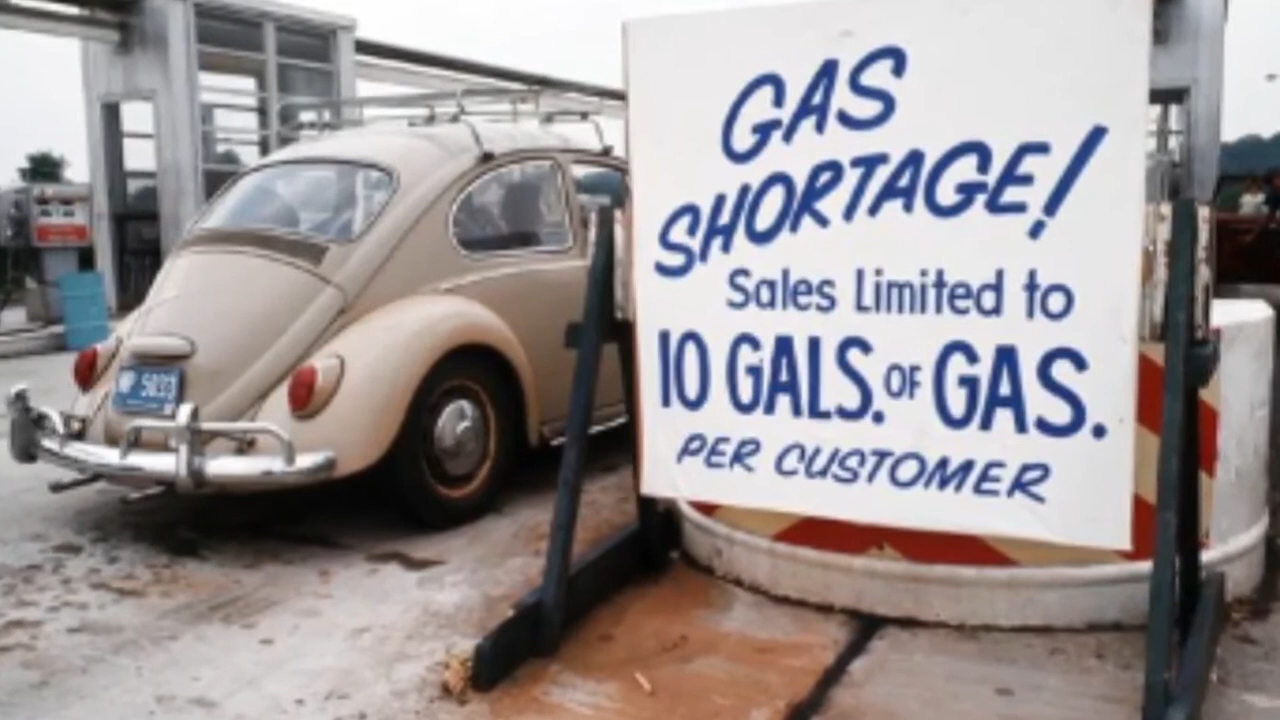 GAS
SHORTAGE!
Sales Limited to
10 GALS. OF GAS.
PER CUSTOMER